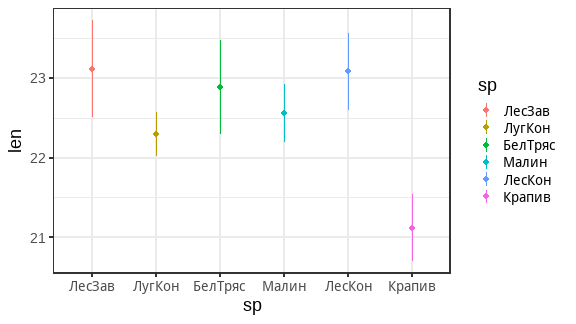 len
23
22
21
ЛесЗав ЛугКон БелТряс Малин ЛесКон Крапив
sp
sp
ЛесЗав
ЛугКон
БелТряс
Малин
ЛесКон
Крапив